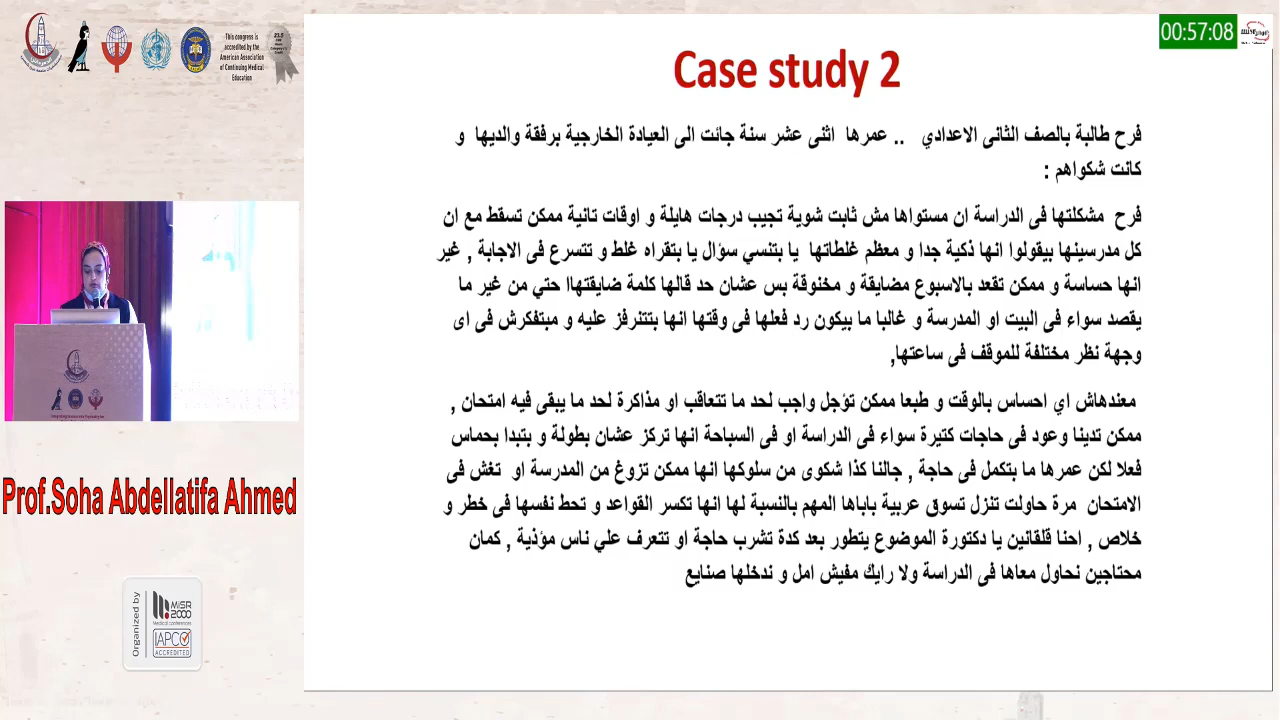 This congress is
accredited by the
American Association
of Continuing Medical
Education
00:57:08
Case study 2
فرح طالبة بالصف الثانى الاعدادي .. عمرها اثنى عشر سنة جائت الى العيادة الخارجية برفقة والديها و
كانت شكواهم :
فرح مشكلتها فى الدراسة ان مستواها مش ثابت شوية تجيب درجات هايلة و اوقات تانية ممكن تسقط مع ان
كل مدرسينها بيقولوا انها ذكية جدا و معظم غلطاتها يا بتنسي سؤال يا بتقراه غلط و تتسرع فى الاجابة , غير
انها حساسة و ممكن تقعد بالاسبوع مضايقة و مخنوقة بس عشان حد قالها كلمة ضايقتهاا حتي من غير ما
يقصد سواء فى البيت او المدرسة و غالبا ما بيكون رد فعلها فى وقتها انها بتتنرفز عليه و مبتفكرش فى اى
وجهة نظر مختلفة للموقف فى ساعتها,
معندهاش اي احساس بالوقت و طبعا ممكن تؤجل واجب لحد ما تتعاقب او مذاكرة لحد ما يبقى فيه امتحان ,
ممكن تدينا وعود فى حاجات كتيرة سواء فى الدراسة او فى السباحة انها تركز عشان بطولة و بتبدا بحماس
فعلا لكن عمرها ما بتكمل فى حاجة , جالنا كذا شكوى من سلوكها انها ممكن تزوغ من المدرسة او تغش فى
الامتحان مرة حاولت تنزل تسوق عربية باباها المهم بالنسبة لها انها تكسر القواعد و تحط نفسها فى خطر و
خلاص , احنا قلقانين يا دكتورة الموضوع يتطور بعد كدة تشرب حاجة او تتعرف علي ناس مؤذية , كمان
محتاجين نحاول معاها فى الدراسة ولا رايك مفيش امل و ندخلها صنايع
Prof.Soha Abdellatifa Ahmed
Organized by
MISR
2000
Medical conferences
IAPCO
ACCREDITED